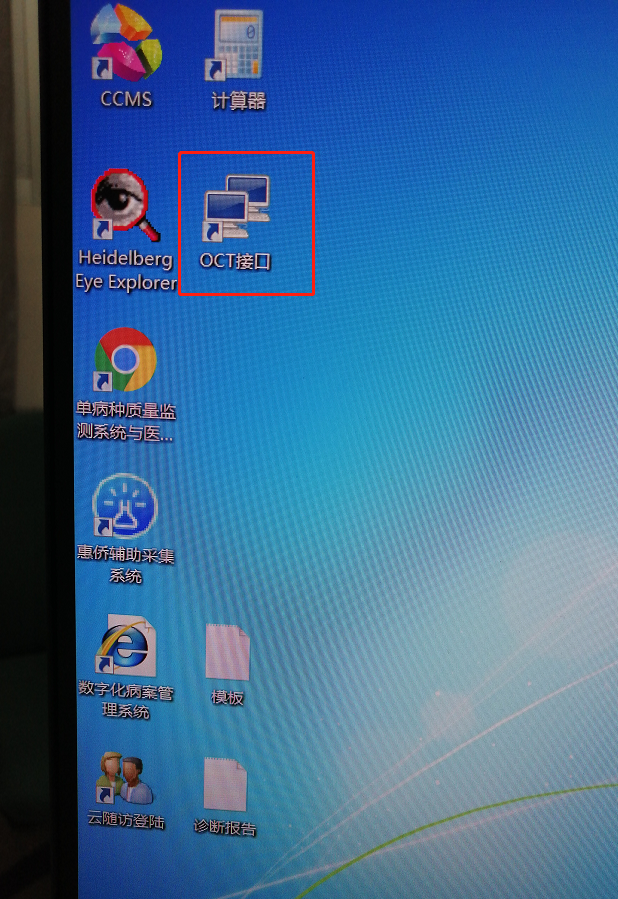 CCMS
计算器
Heidelberg
Eye Explorer
OCT接口
单病种质量监
测系统与医...
惠侨辅助采集
系统
数字化病案管
理系统
模板
云随访登陆
诊断报告